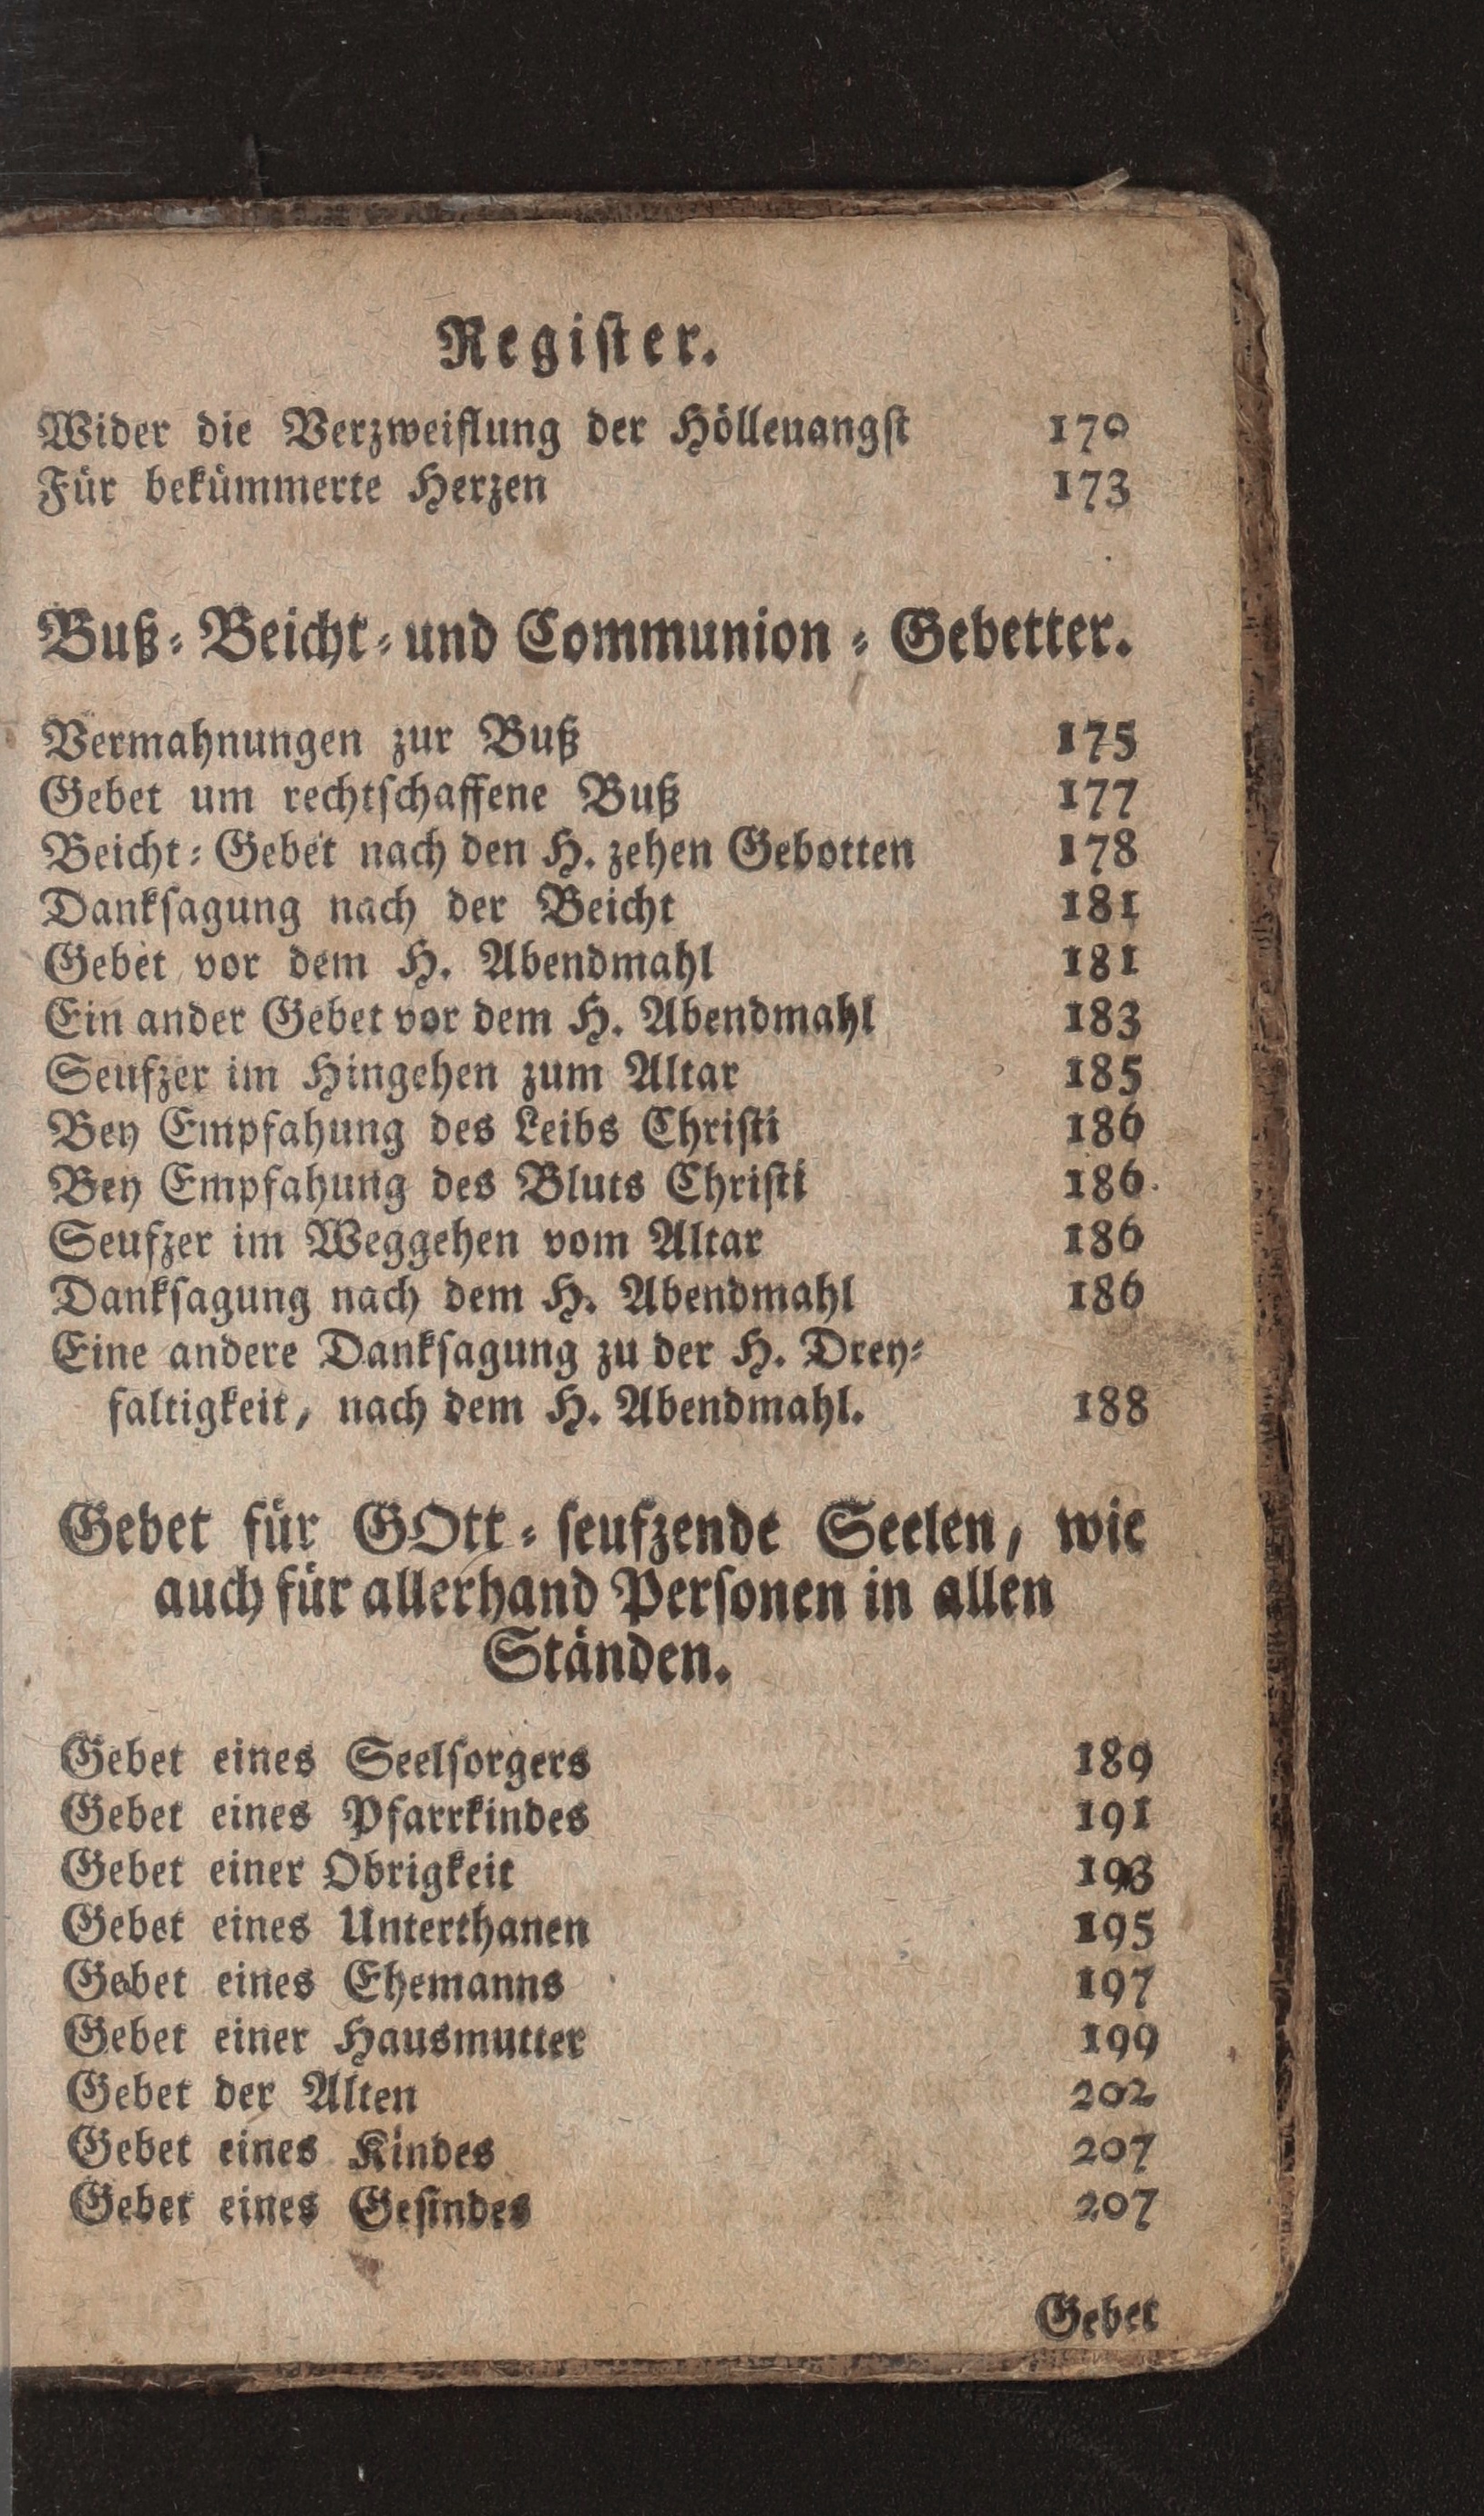 Regiſter.
Wider die Verzweiflung der Höllenangſt 170
Für bekümmerte Herzen 173
Buß-Beicht-und Communion-Gebetter.
Vermahnungen zur Buß 175
Gebet um rechtſchaffene Buß 177
Beicht-Gebet nach den H. zehen Gebotten 178
Dankſagung nach der Beicht 181
Gebet vor dem H. Abendmahl 181
Ein ander Gebet vor dem H. Abendmahl 183
Seufzer im Hingehen zum Altar 185
Bey Empfahung des Leibs Chriſti 186
Bey Empfahung des Bluts Chriſti 186
Seufzer im Weggehen vom Altar 186
Dankſagung nach dem H. Abendmahl 186
Eine andere Dankſagung zu der H. Drey-
faltigkeit, nach dem H. Abendmahl. 188
Gebet für GOtt-ſeufzende Seelen, wie
auch für allerhand Perſonen in allen
Ständen.
Gebet eines Seelſorgers 189
Gebet eines Pfarrkindes 191
Gebet einer Obrigkeit 193
Gebet eines Unterthanen 195
Gebet eines Ehemanns 197
Gebet einer Hausmutter 199
Gebet der Alten 202
Gebet eines Kindes 207
Gebet eines Geſindes 207
Gebet